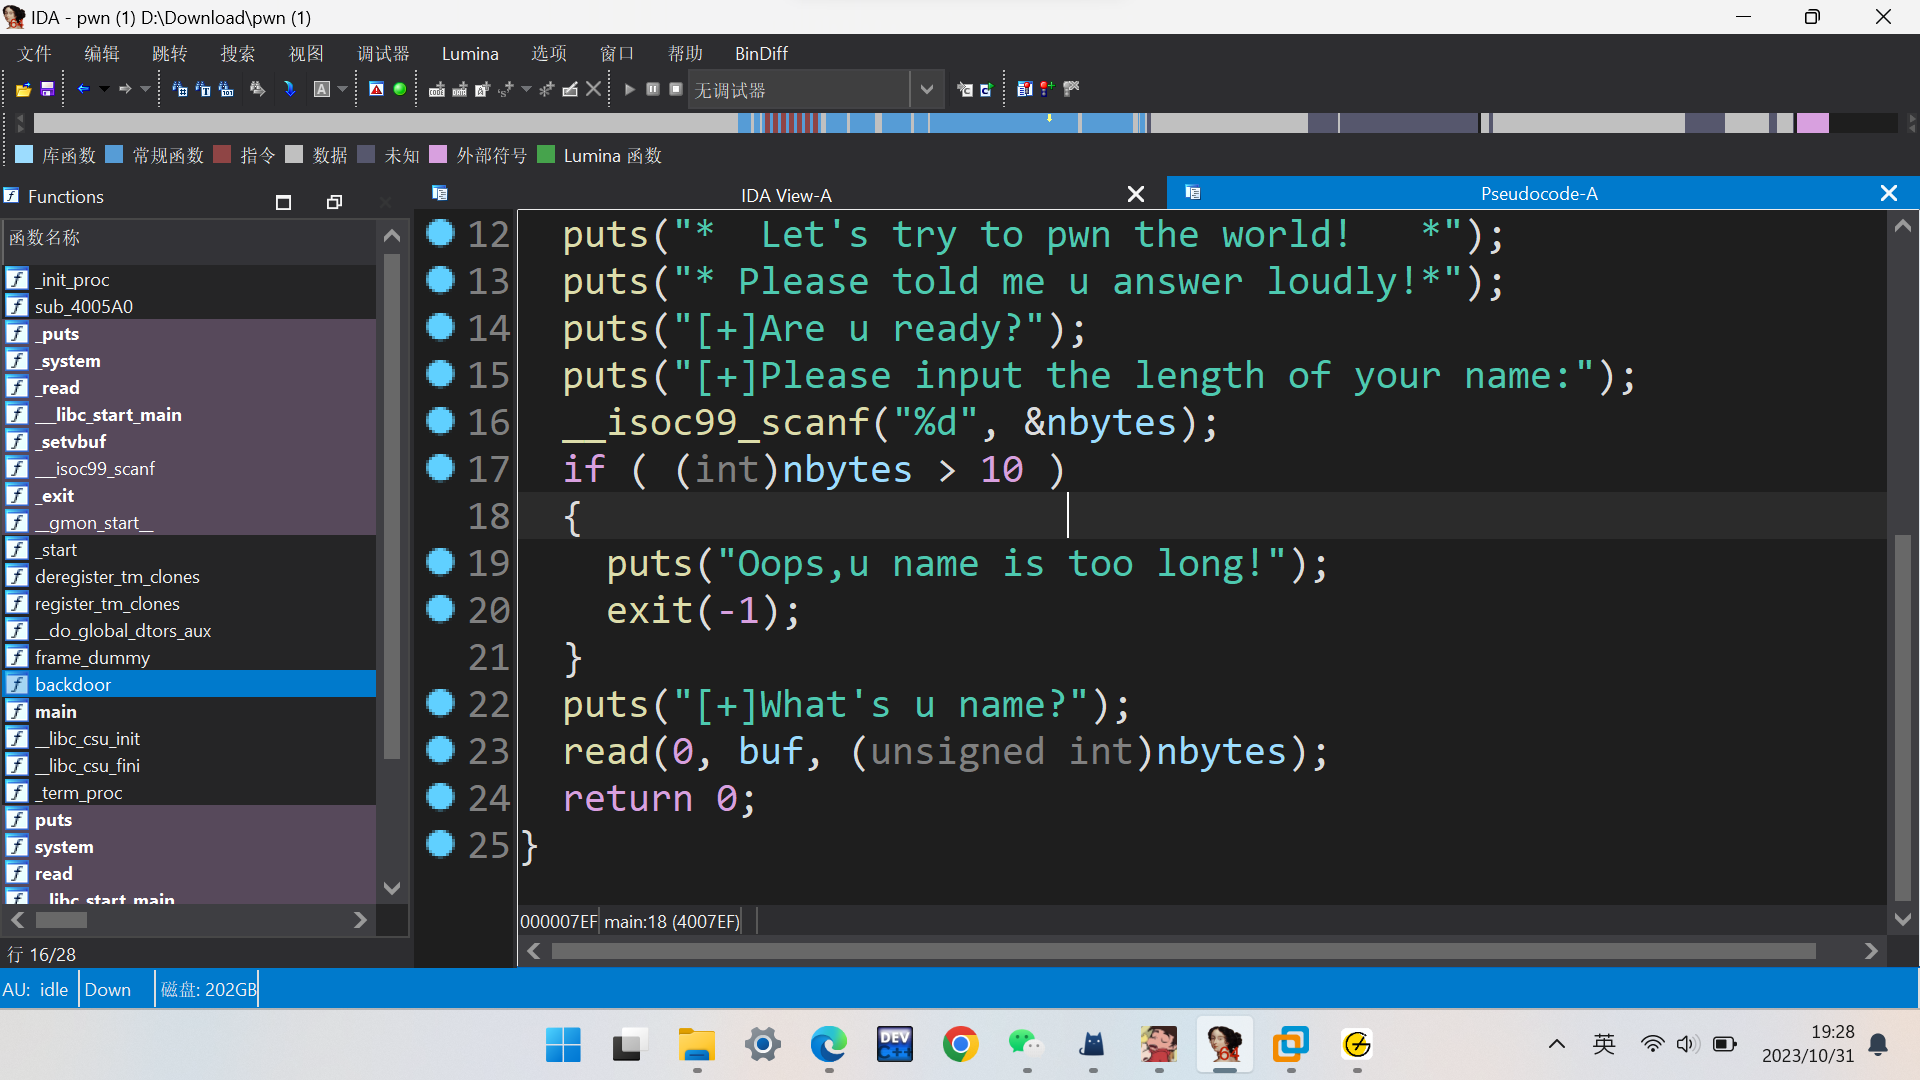 IDA - pwn (1) D:\Download\pwn (1)
文件 编辑 跳转 搜索 视图 调试器 Lumina 选项 窗口 帮助 BinDiff
无调试器
库函数 常规函数 指令 数据 未知 外部符号 Lumina 函数
Functions
函数名称
_init_proc
sub_4005A0
_puts
_system
_read
__libc_start_main
_setvbuf
__isoc99_scanf
_exit
__gmon_start__
_start
deregister_tm_clones
register_tm_clones
__do_global_dtors_aux
frame_dummy
backdoor
main
__libc_csu_init
__libc_csu_fini
_term_proc
puts
system
read
__libc_start_main
行 16/28
IDA View-A
Pseudocode-A
12 puts("*  Let's try to pwn the world!   *");
13 puts("* Please told me u answer loudly!*");
14 puts("[+]Are u ready?");
15 puts("[+]Please input the length of your name:");
16 __isoc99_scanf("%d", &nbytes);
17 if ( (int)nbytes > 10 )
18 {
19 puts("Oops,u name is too long!");
20 exit(-1);
21 }
22 puts("[+]What's u name?");
23 read(0, buf, (unsigned int)nbytes);
24 return 0;
25 }
000007EF main:18 (4007EF)
AU: idle Down 磁盘: 202GB
DEV C++
64
英
19:28
2023/10/31